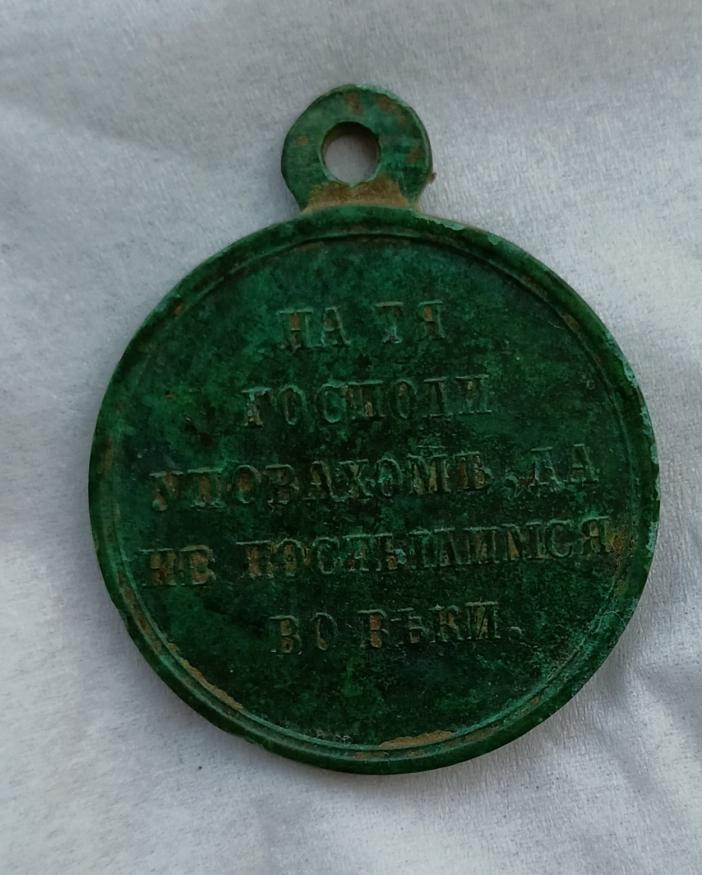 НА ТЯ
ГОСПОДИ
УПОВАХОМЪ, ДА
НЕ ПОСТЫДИМСЯ
ВО ВѢКИ.